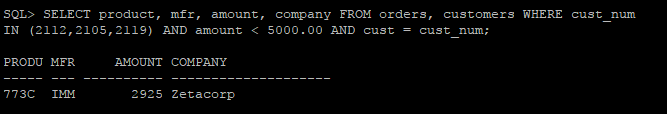 SQL> SELECT product, mfr, amount, company FROM orders, customers WHERE cust_num
IN (2112,2105,2119) AND amount < 5000.00 AND cust = cust_num;
PRODU MFR     AMOUNT COMPANY
----- --- ---------- --------------------
773C  IMM       2925 Zetacorp